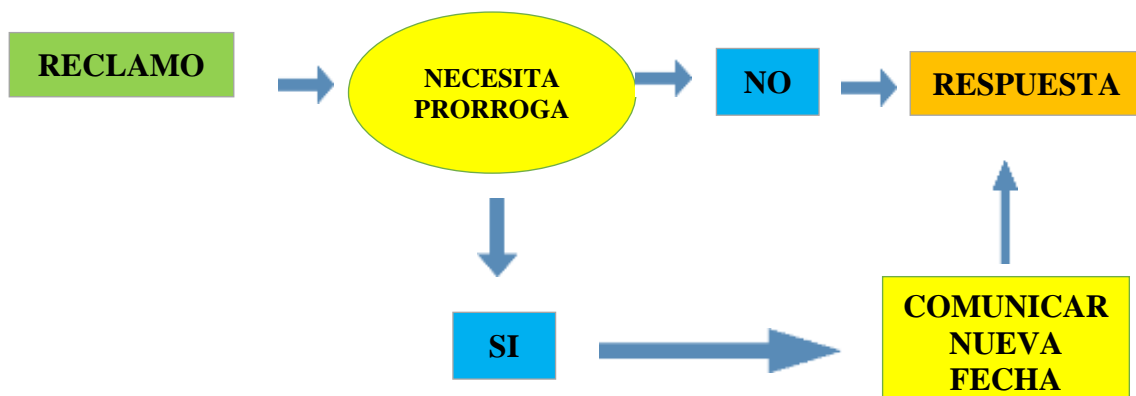 RECLAMO
NECESITA
PRORROGA
NO
RESPUESTA
SI
COMUNICAR
NUEVA
FECHA